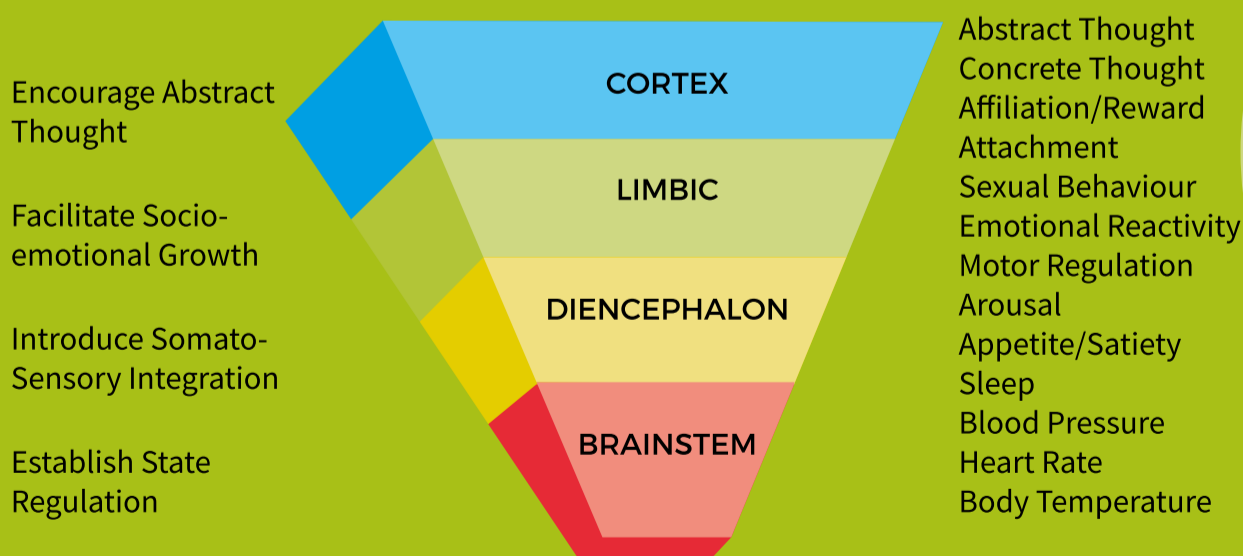 Encourage Abstract
Thought
Facilitate Socio-
emotional Growth
Introduce Somato-
Sensory Integration
Establish State
Regulation
CORTEX
LIMBIC
DIENCEPHALON
BRAINSTEM
Abstract Thought
Concrete Thought
Affiliation/Reward
Attachment
Sexual Behaviour
Emotional Reactivity
Motor Regulation
Arousal
Appetite/Satiety
Sleep
Blood Pressure
Heart Rate
Body Temperature